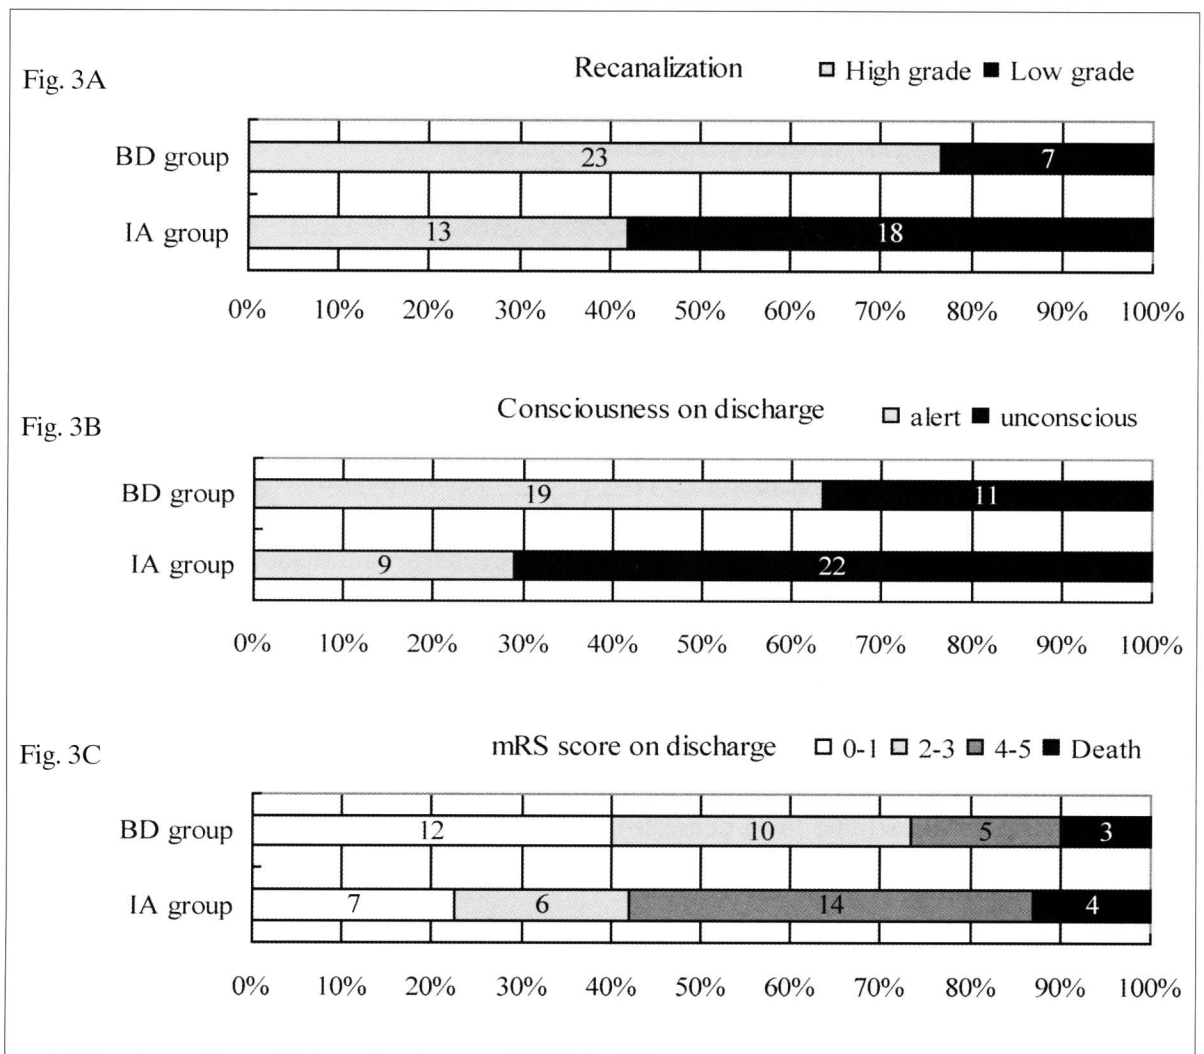 Fig. 3A
Recanalization □ High grade ■ Low grade
BD group 23 7
IA group 13 18
0% 10% 20% 30% 40% 50% 60% 70% 80% 90% 100%
Fig. 3B
Consciousness on discharge □ alert ■ unconscious
BD group 19 11
IA group 9 22
0% 10% 20% 30% 40% 50% 60% 70% 80% 90% 100%
Fig. 3C
mRS score on discharge □ 0-1 □ 2-3 ■ 4-5 ■ Death
BD group 12 10 5 3
IA group 7 6 14 4
0% 10% 20% 30% 40% 50% 60% 70% 80% 90% 100%